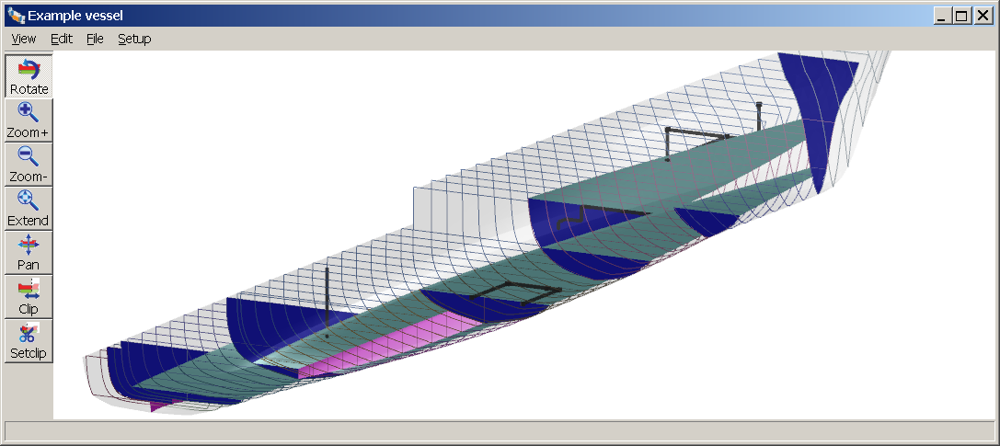 Example vessel
View Edit File Setup
Rotate
Zoom+
Zoom-
Extend
Pan
Clip
Setclip